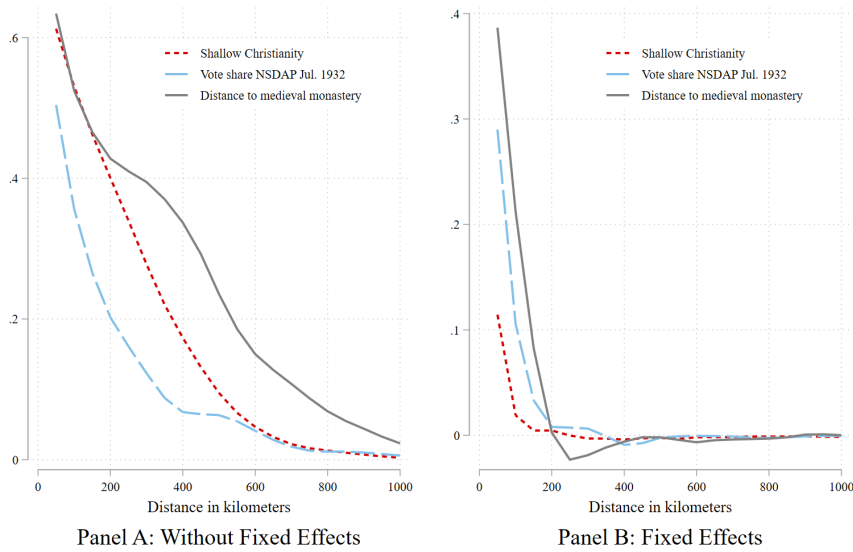 .6
.4
.2
0
Shallow Christianity
Vote share NSDAP Jul. 1932
Distance to medieval monastery
0 200 400 600 800 1000
Distance in kilometers
Panel A: Without Fixed Effects
.4
.3
.2
.1
0
Shallow Christianity
Vote share NSDAP Jul. 1932
Distance to medieval monastery
0 200 400 600 800 1000
Distance in kilometers
Panel B: Fixed Effects